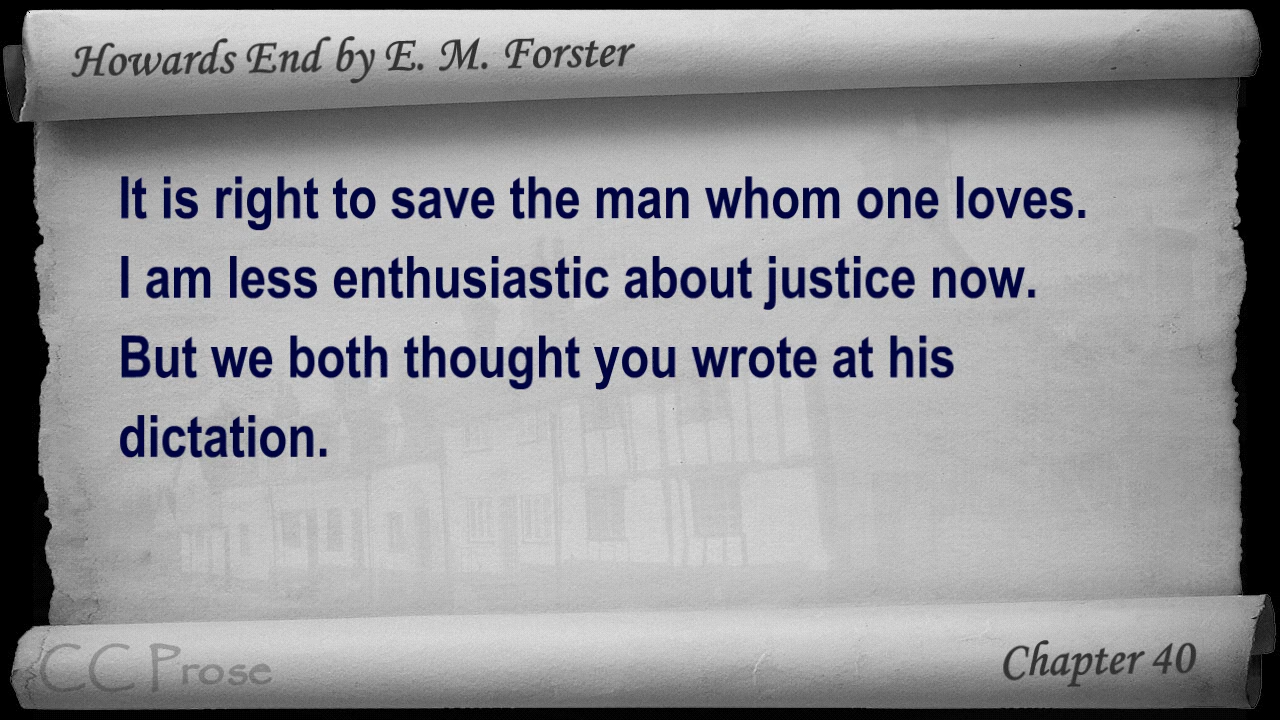 Howards End by E. M. Forster
It is right to save the man whom one loves.
I am less enthusiastic about justice now.
But we both thought you wrote at his
dictation.
CC Prose
Chapter 40